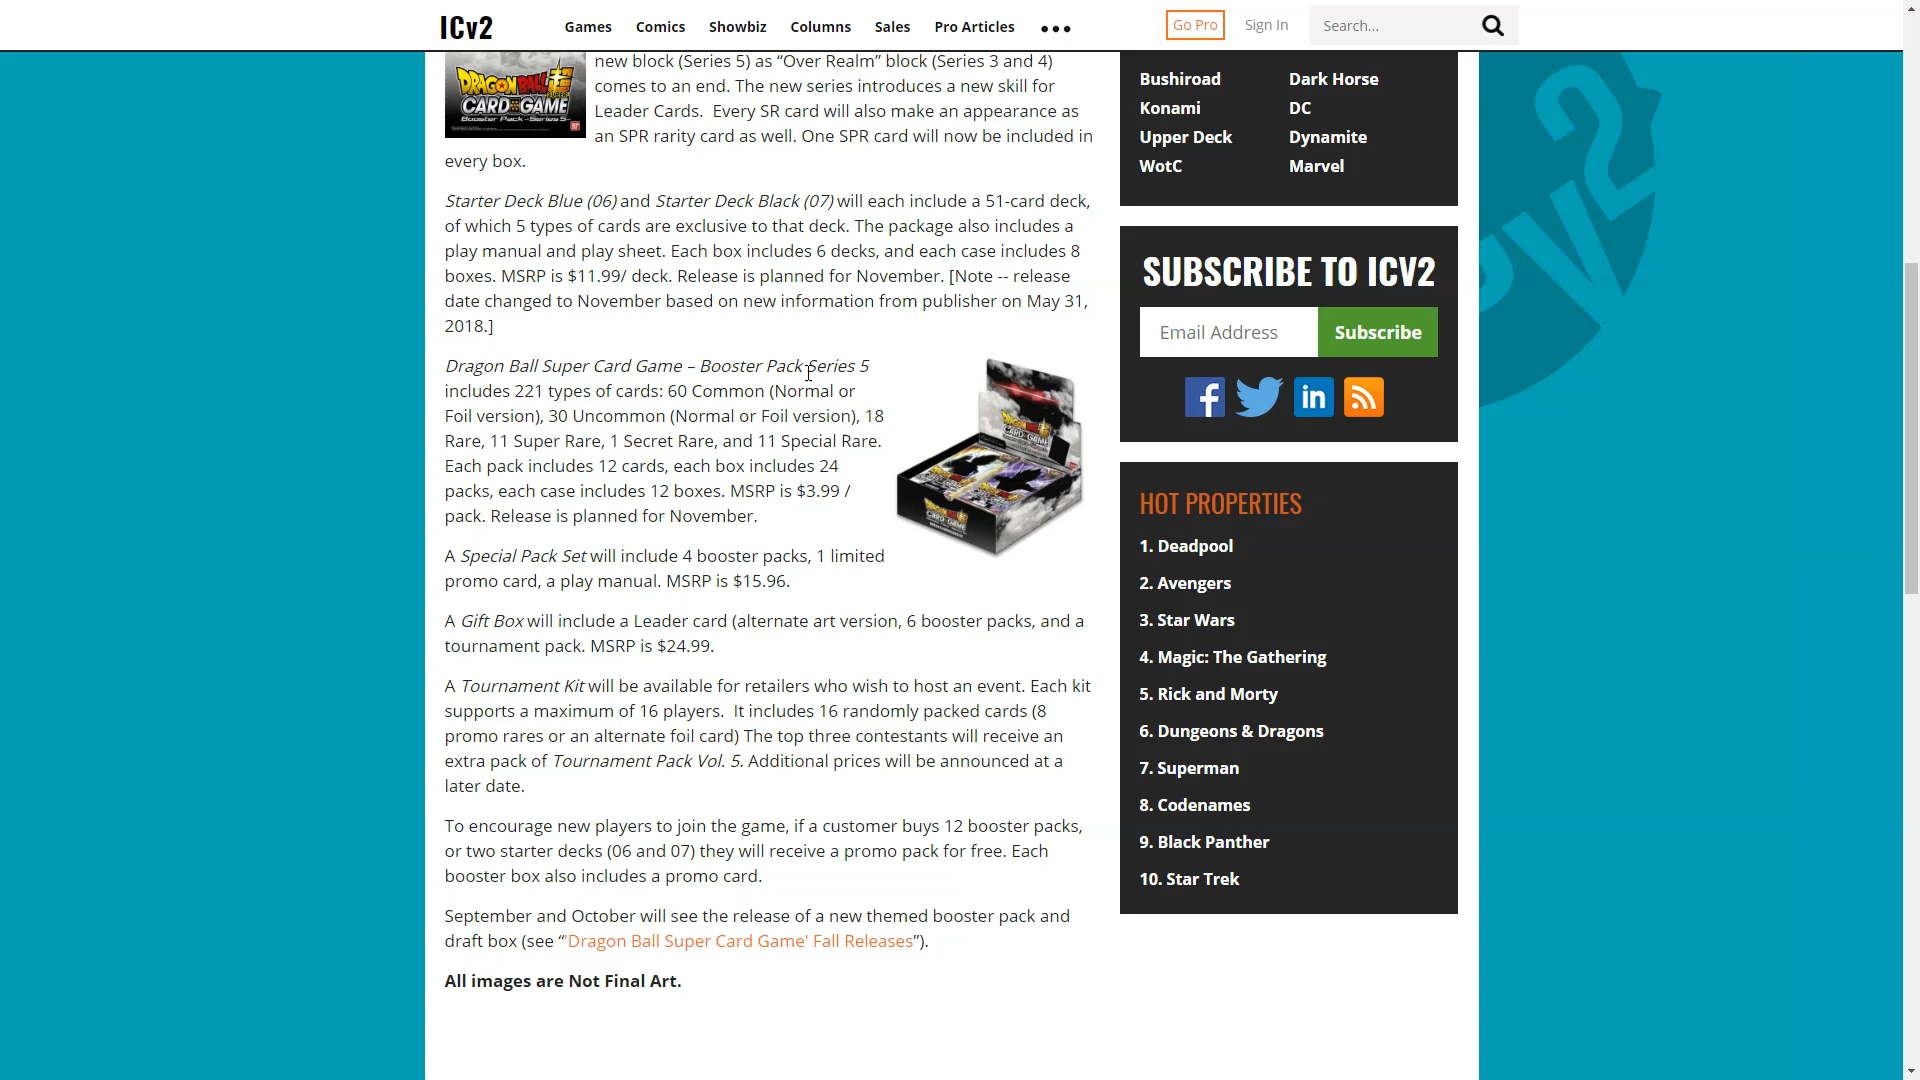 ICv2
Games Comics Showbiz Columns Sales Pro Articles •••
Go Pro Sign In Search...
DRAGON BALL SUPER
CARD GAME
Booster Pack -Series 5-
new block (Series 5) as “Over Realm” block (Series 3 and 4)
comes to an end. The new series introduces a new skill for
Leader Cards.  Every SR card will also make an appearance as
an SPR rarity card as well. One SPR card will now be included in
every box.
Starter Deck Blue (06) and Starter Deck Black (07) will each include a 51-card deck,
of which 5 types of cards are exclusive to that deck. The package also includes a
play manual and play sheet. Each box includes 6 decks, and each case includes 8
boxes. MSRP is $11.99/ deck. Release is planned for November. [Note -- release
date changed to November based on new information from publisher on May 31,
2018.]
Dragon Ball Super Card Game – Booster Pack Series 5
includes 221 types of cards: 60 Common (Normal or
Foil version), 30 Uncommon (Normal or Foil version), 18
Rare, 11 Super Rare, 1 Secret Rare, and 11 Special Rare.
Each pack includes 12 cards, each box includes 24
packs, each case includes 12 boxes. MSRP is $3.99 /
pack. Release is planned for November.
A Special Pack Set will include 4 booster packs, 1 limited
promo card, a play manual. MSRP is $15.96.
A Gift Box will include a Leader card (alternate art version, 6 booster packs, and a
tournament pack. MSRP is $24.99.
A Tournament Kit will be available for retailers who wish to host an event. Each kit
supports a maximum of 16 players.  It includes 16 randomly packed cards (8
promo rares or an alternate foil card) The top three contestants will receive an
extra pack of Tournament Pack Vol. 5. Additional prices will be announced at a
later date.
To encourage new players to join the game, if a customer buys 12 booster packs,
or two starter decks (06 and 07) they will receive a promo pack for free. Each
booster box also includes a promo card.
September and October will see the release of a new themed booster pack and
draft box (see “'Dragon Ball Super Card Game' Fall Releases”).
All images are Not Final Art.
Bushiroad Dark Horse
Konami DC
Upper Deck Dynamite
WotC Marvel
SUBSCRIBE TO ICV2
Email Address Subscribe
HOT PROPERTIES
1. Deadpool
2. Avengers
3. Star Wars
4. Magic: The Gathering
5. Rick and Morty
6. Dungeons & Dragons
7. Superman
8. Codenames
9. Black Panther
10. Star Trek